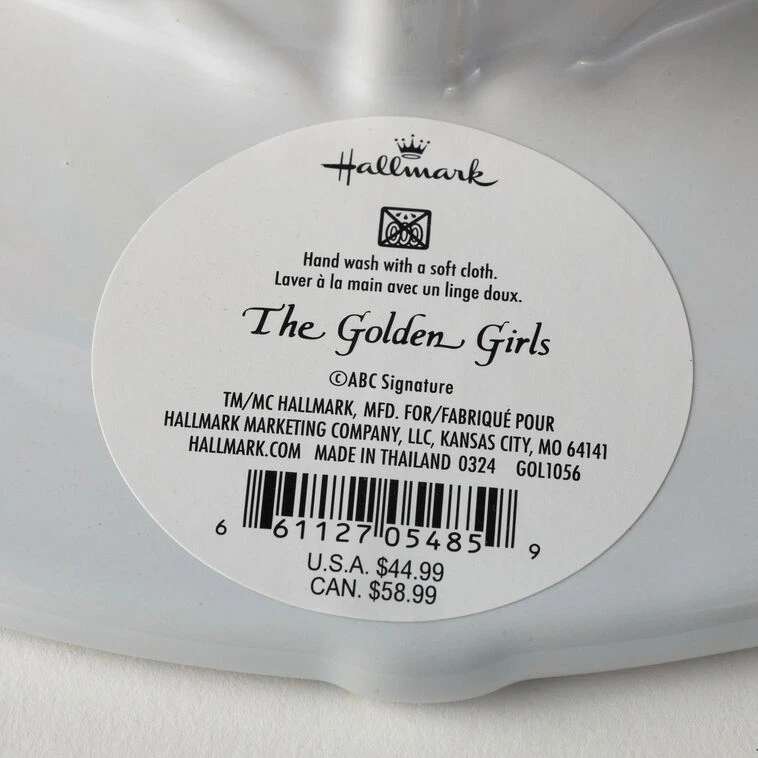 Hallmark
Hand wash with a soft cloth.
Laver à la main avec un linge doux.
The Golden Girls
©ABC Signature
TM/MC HALLMARK, MFD. FOR/FABRIQUÉ POUR
HALLMARK MARKETING COMPANY, LLC, KANSAS CITY, MO 64141
HALLMARK.COM MADE IN THAILAND 0324 GOL1056
6 61127 05485 9
U.S.A. $44.99
CAN. $58.99